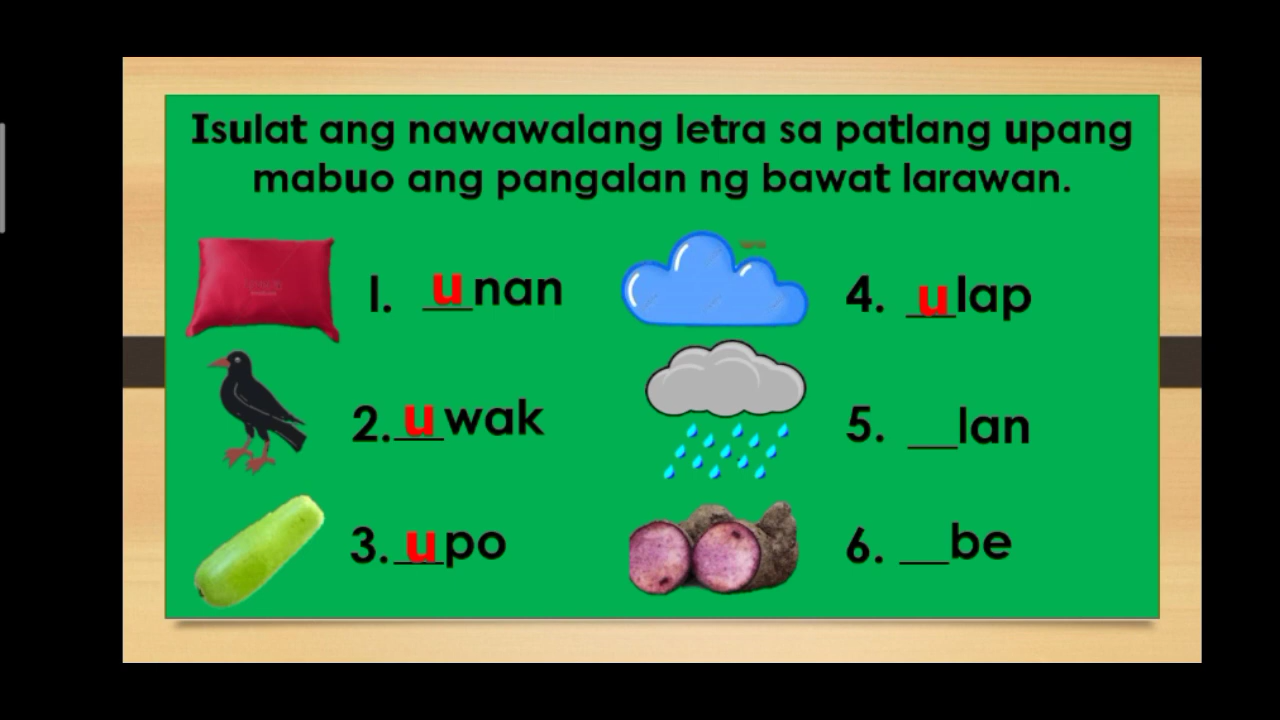 Isulat ang nawawalang letra sa patlang upang
mabuo ang pangalan ng bawat larawan.
1. unan
2. uwak
3. upo
4. ulap
5. __lan
6. __be